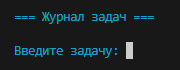 === Журнал задач ===
Введите задачу: